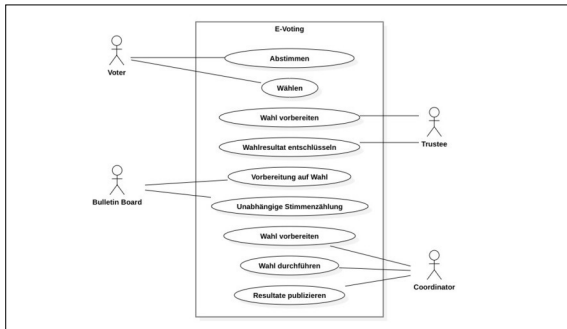 E-Voting
Abstimmen
Voter
Wählen
Wahl vorbereiten
Trustee
Wahlresultat entschlüsseln
Vorbereitung auf Wahl
Bulletin Board
Unabhängige Stimmenzählung
Wahl vorbereiten
Wahl durchführen
Coordinator
Resultate publizieren